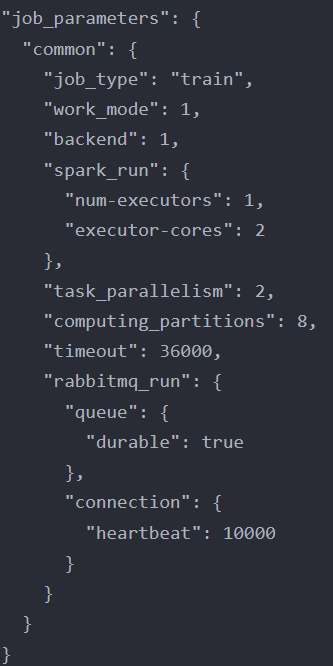 "job_parameters": {
  "common": {
    "job_type": "train",
    "work_mode": 1,
    "backend": 1,
    "spark_run": {
      "num-executors": 1,
      "executor-cores": 2
    },
    "task_parallelism": 2,
    "computing_partitions": 8,
    "timeout": 36000,
    "rabbitmq_run": {
      "queue": {
        "durable": true
      },
      "connection": {
        "heartbeat": 10000
      }
    }
  }
}